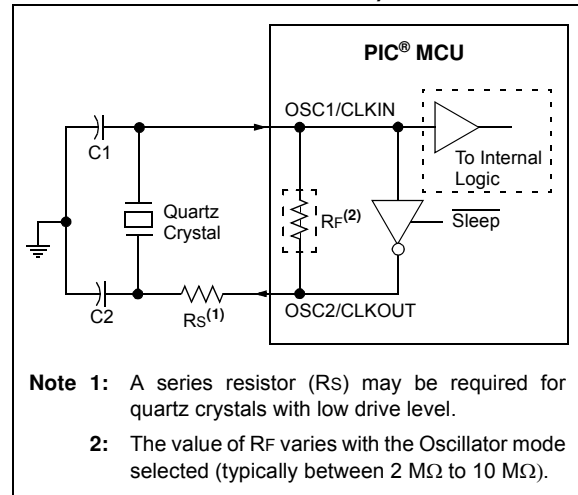 PIC® MCU
OSC1/CLKIN
C1
To Internal
Logic
Quartz
Crystal
RF(2)
Sleep
C2
RS(1)
OSC2/CLKOUT
Note 1: A series resistor (RS) may be required for
quartz crystals with low drive level.
2: The value of RF varies with the Oscillator mode
selected (typically between 2 MΩ to 10 MΩ).